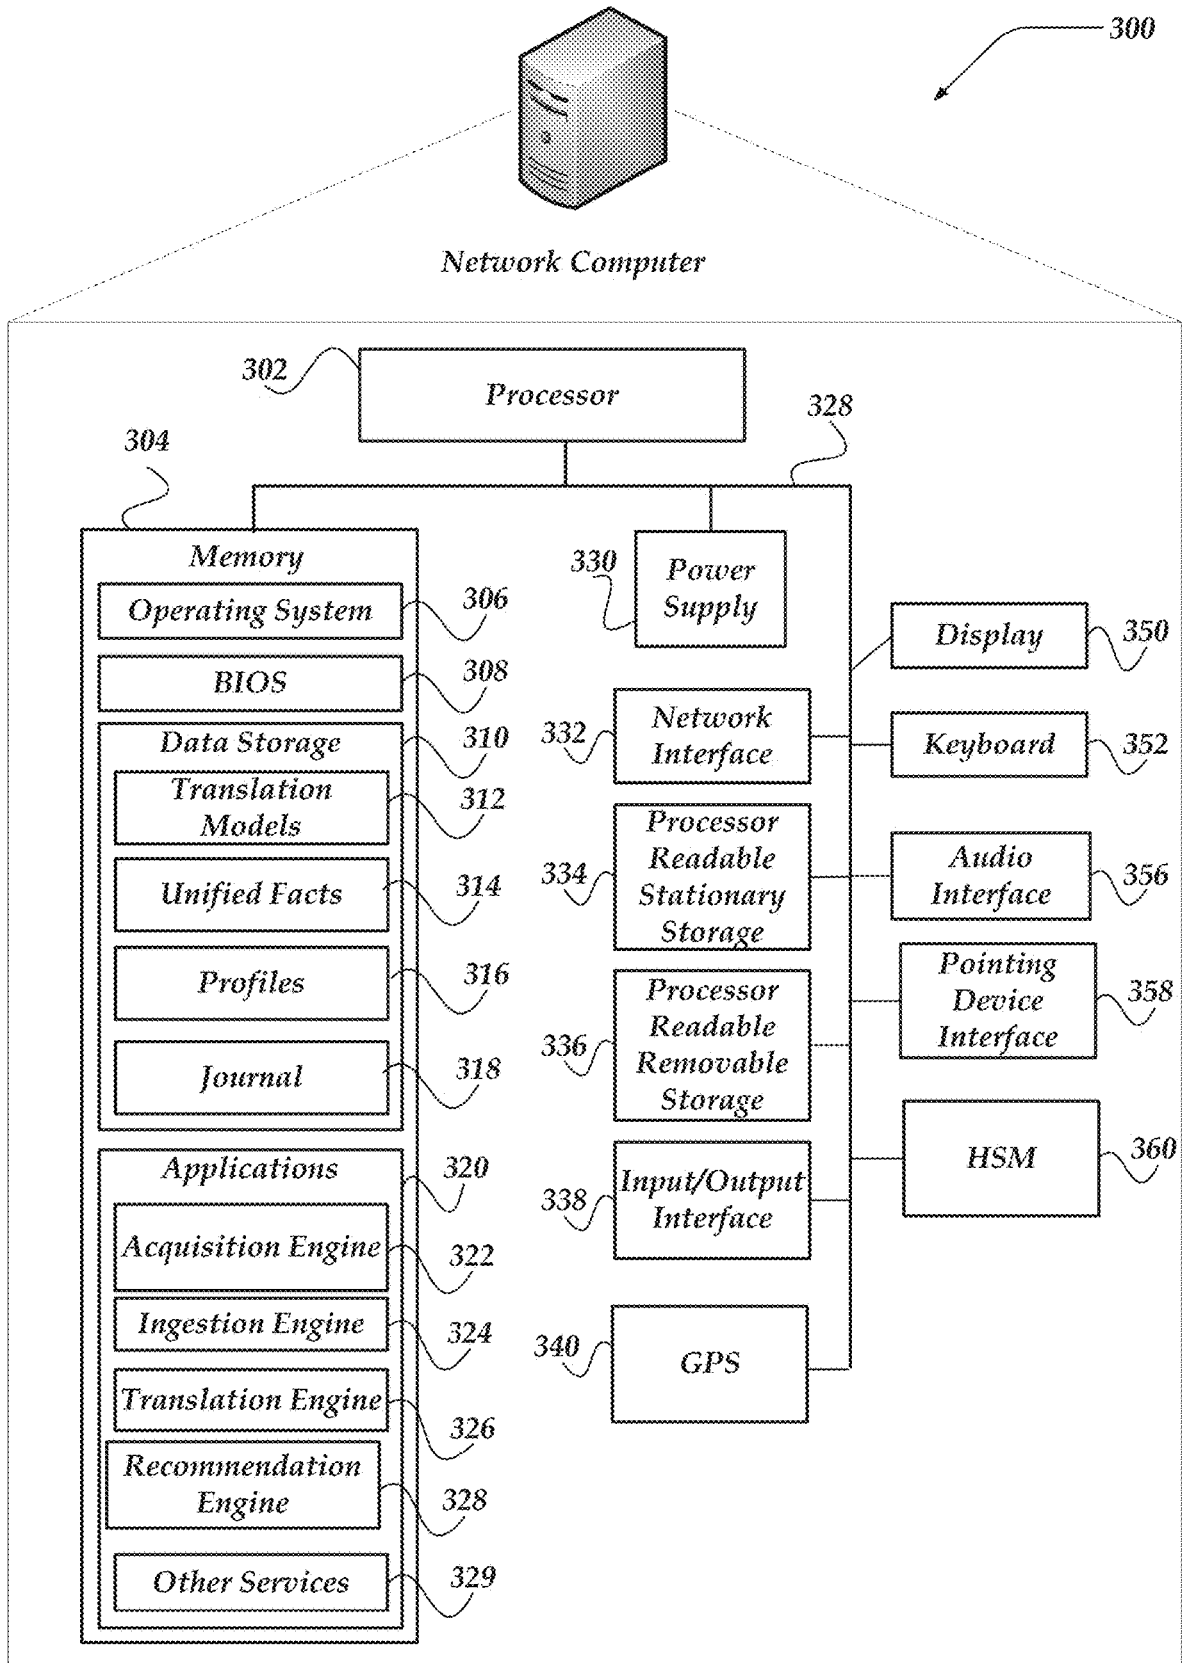 300
Network Computer
302
Processor
328
304
Memory
Operating System
306
BIOS
308
Data Storage
310
Translation
Models
312
Unified Facts
314
Profiles
316
Journal
318
Applications
320
Acquisition Engine
322
Ingestion Engine
324
Translation Engine
326
Recommendation
Engine
328
Other Services
329
330
Power
Supply
332
Network
Interface
334
Processor
Readable
Stationary
Storage
336
Processor
Readable
Removable
Storage
338
Input/Output
Interface
340
GPS
Display
350
Keyboard
352
Audio
Interface
356
Pointing
Device
Interface
358
HSM
360